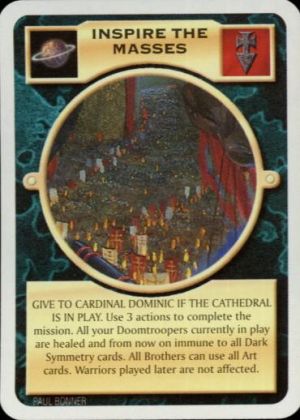 INSPIRE THE
MASSES
GIVE TO CARDINAL DOMINIC IF THE CATHEDRAL
IS IN PLAY. Use 3 actions to complete the
mission. All your Doomtroopers currently in play
are healed and from now on immune to all Dark
Symmetry cards. All Brothers can use all Art
cards. Warriors played later are not affected.
PAUL BONNER